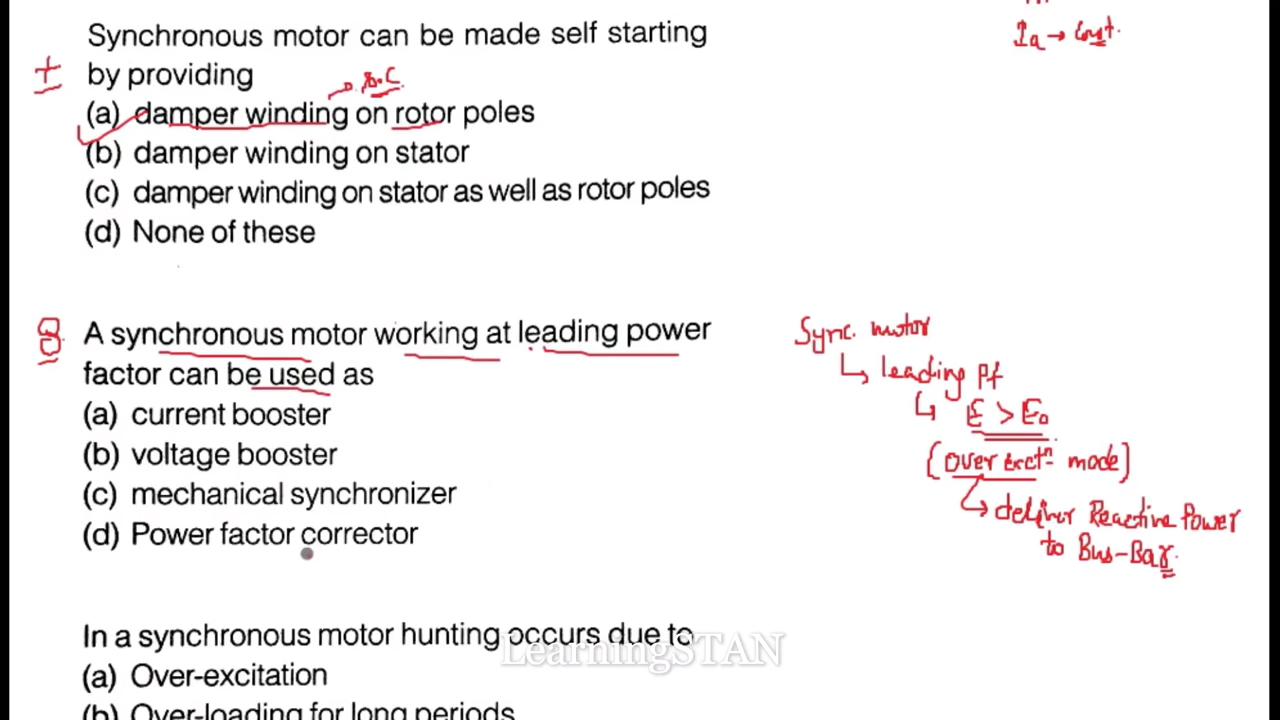 Ia → Const.
Synchronous motor can be made self starting
7 by providing
→ S.C
(a) damper winding on rotor poles
(b) damper winding on stator
(c) damper winding on stator as well as rotor poles
(d) None of these
8 A synchronous motor working at leading power
factor can be used as
(a) current booster
(b) voltage booster
(c) mechanical synchronizer
(d) Power factor corrector
Sync. motor
↳ leading Pf
↳ E > E₀
(Over Exctⁿ mode)
↳ deliver Reactive Power
to Bus-Bar.
In a synchronous motor hunting occurs due to
LearningSTAN
(a) Over-excitation
(b) Over-loading for long periods